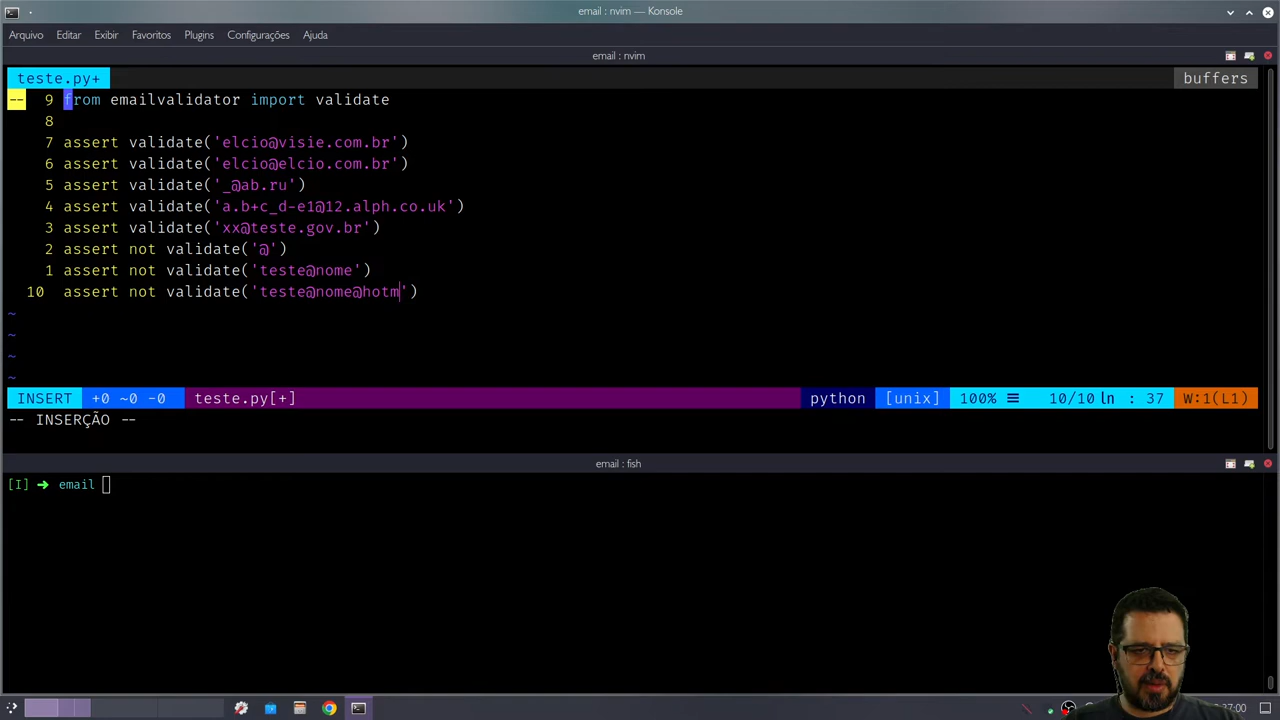 email : nvim — Konsole
Arquivo Editar Exibir Favoritos Plugins Configurações Ajuda
email : nvim
teste.py+ buffers
-- 9 from emailvalidator import validate
8
7 assert validate('elcio@visie.com.br')
6 assert validate('elcio@elcio.com.br')
5 assert validate('_@ab.ru')
4 assert validate('a.b+c_d-e1@12.alph.co.uk')
3 assert validate('xx@teste.gov.br')
2 assert not validate('@')
1 assert not validate('teste@nome')
10 assert not validate('teste@nome@hotm')
~
~
~
~
INSERT +0 ~0 -0 teste.py[+] python [unix] 100% ☰ 10/10 ln : 37 W:1(L1)
-- INSERÇÃO --
email : fish
[I] ➜ email